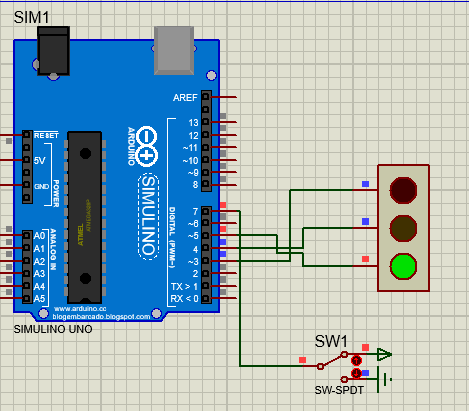 SIM1
AREF
13
RESET
12
ARDUINO
~11
5V
~10
POWER
~9
GND
8
SIMULINO
DIGITAL (PWM~)
7
~6
ATMEL
ANALOG IN
A0
~5
A1
4
A2
~3
A3
2
A4
TX > 1
A5
RX < 0
www.arduino.cc
blogembarcado.blogspot.com
SIMULINO UNO
SW1
SW-SPDT